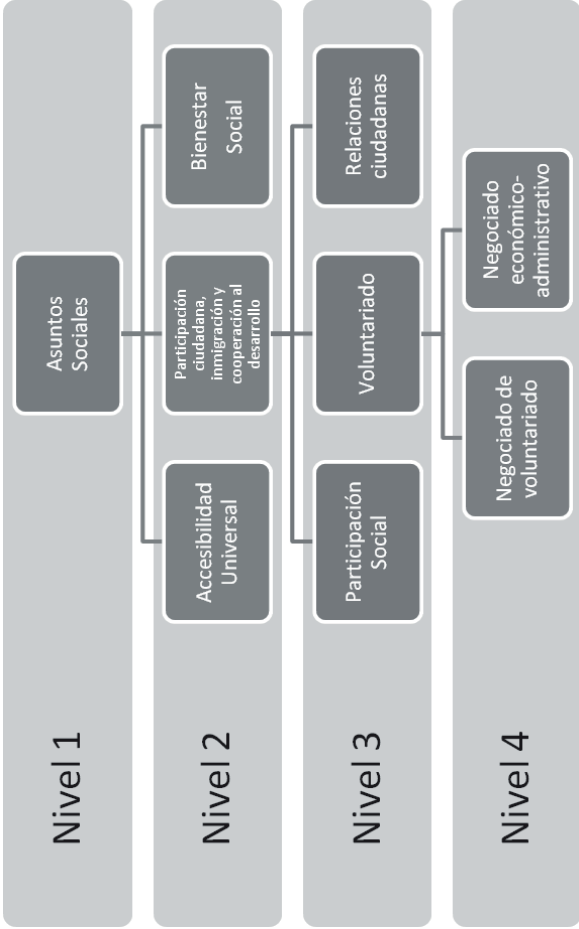 Nivel 1
Asuntos
Sociales
Nivel 2
Accesibilidad
Universal
Participación
ciudadana,
inmigración y
cooperación al
desarrollo
Bienestar
Social
Nivel 3
Participación
Social
Voluntariado
Relaciones
ciudadanas
Nivel 4
Negociado de
voluntariado
Negociado
económico-
administrativo